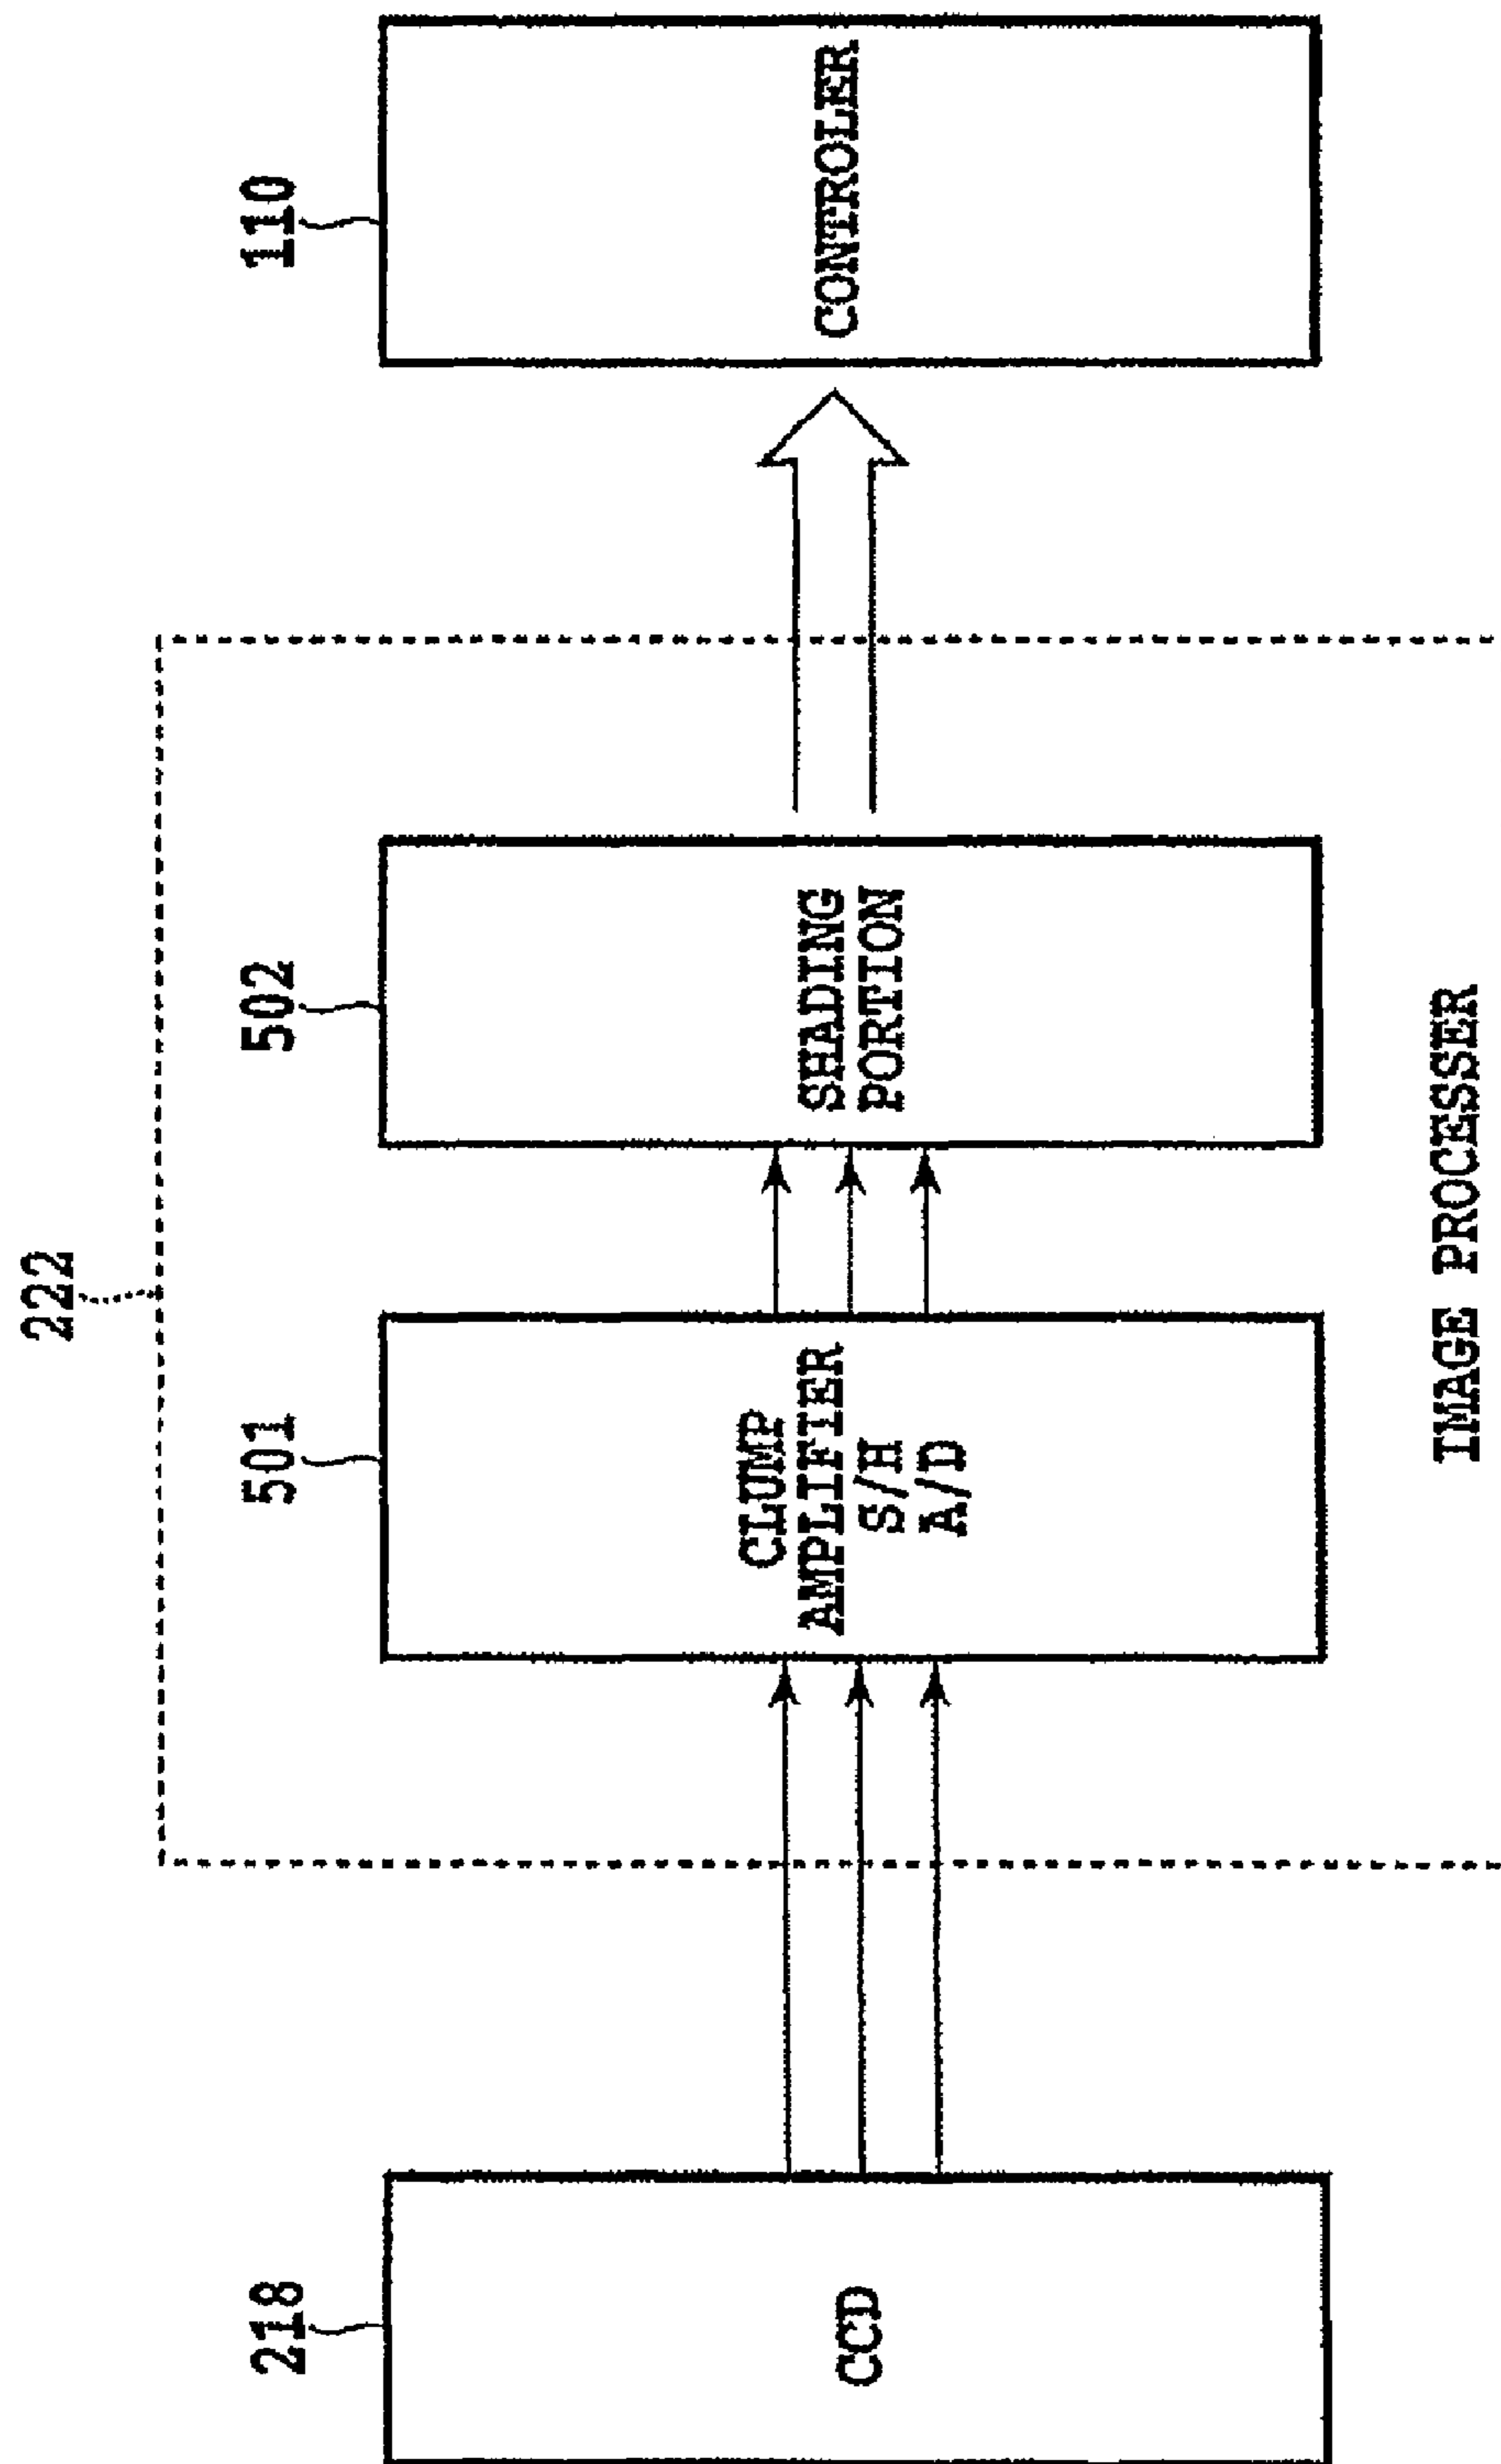 222
218
501
502
110
CCD
CLUMP
AMPLIFIER
S/H
A/D
SHADING
PORTION
CONTROLER
IMAGE PROCESSER